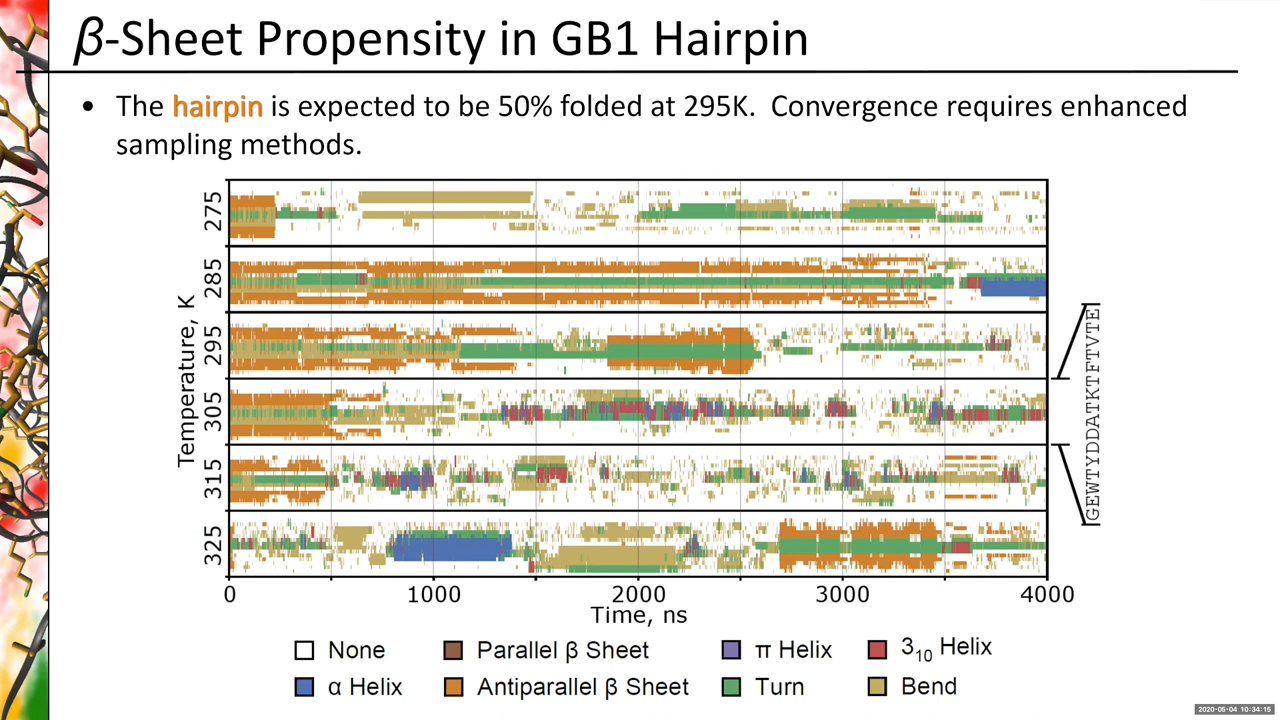 β-Sheet Propensity in GB1 Hairpin
• The hairpin is expected to be 50% folded at 295K. Convergence requires enhanced
sampling methods.
Temperature, K
275
285
295
305
315
325
GEWTYDDATKTFTVTE
0 1000 2000 3000 4000
Time, ns
None Parallel β Sheet π Helix 3₁₀ Helix
α Helix Antiparallel β Sheet Turn Bend
2020-05-04 10:34:15